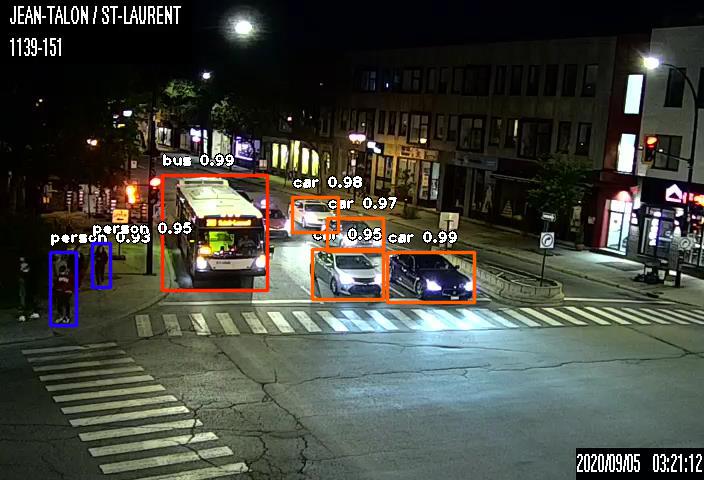 JEAN-TALON / ST-LAURENT
1139-151
bus 0.99
car 0.98
car 0.97
person 0.95
person 0.93
car 0.95
car 0.99
2020/09/05 03:21:12